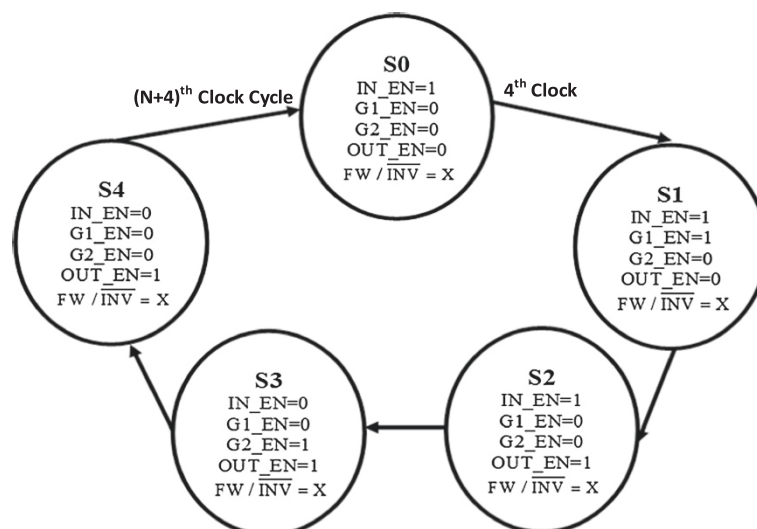 S0
IN_EN=1
G1_EN=0
G2_EN=0
OUT_EN=0
FW / INV = X
(N+4)th Clock Cycle
4th Clock
S1
IN_EN=1
G1_EN=1
G2_EN=0
OUT_EN=0
FW / INV = X
S2
IN_EN=1
G1_EN=0
G2_EN=0
OUT_EN=1
FW / INV = X
S3
IN_EN=0
G1_EN=0
G2_EN=1
OUT_EN=1
FW / INV = X
S4
IN_EN=0
G1_EN=0
G2_EN=0
OUT_EN=1
FW / INV = X